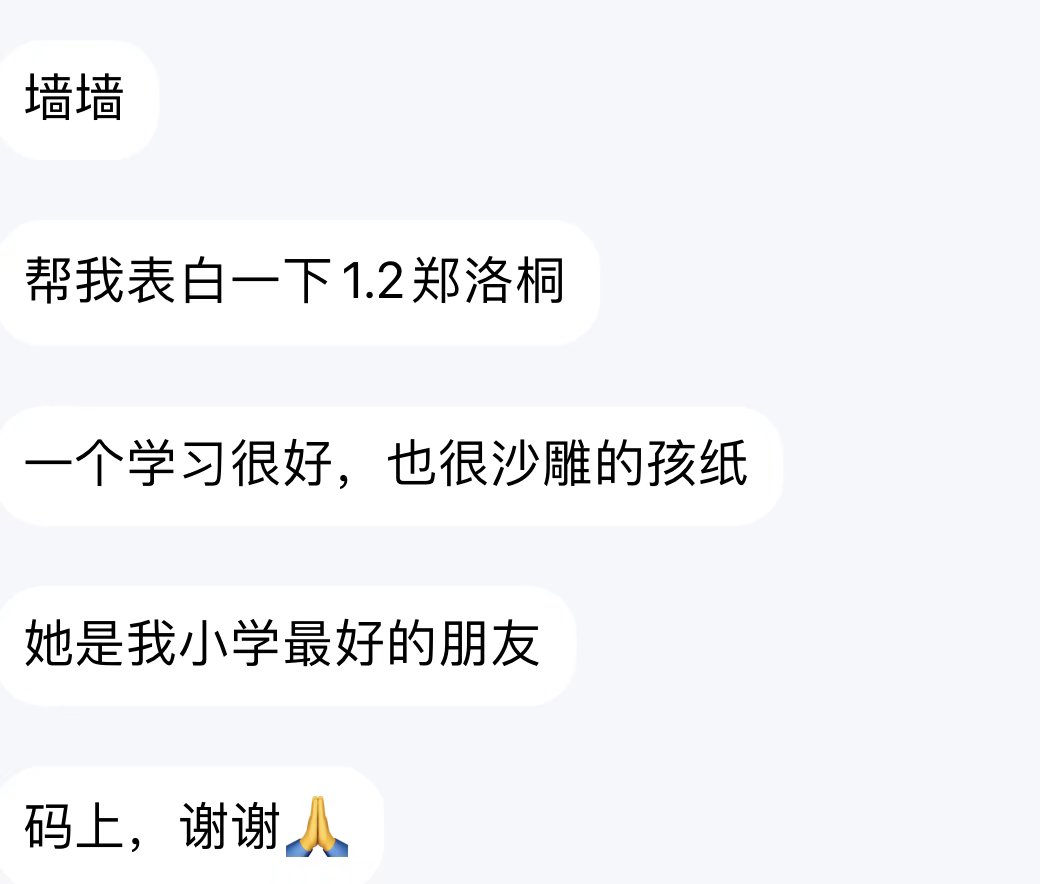 墙墙
帮我表白一下1.2郑洛桐
一个学习很好，也很沙雕的孩纸
她是我小学最好的朋友
码上，谢谢🙏